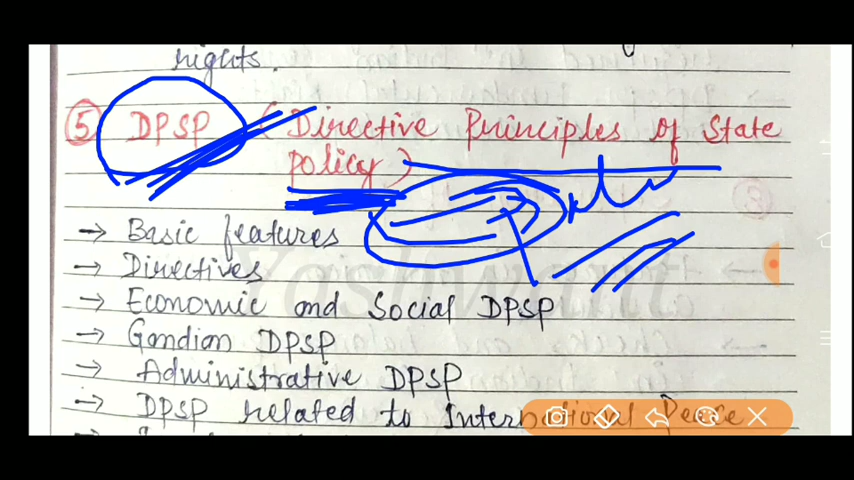 rights.
⑤ DPSP (Directive Principles of State
policy)
→ Basic features
→ Directives
→ Economic and Social DPSP
→ Gandian DPSP
→ Administrative DPSP
→ DPSP related to International Peace
Yashwant